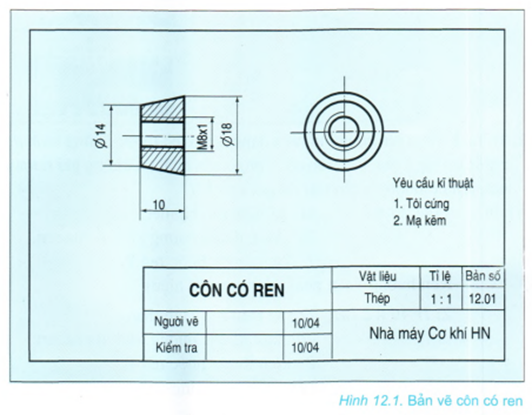 Ø14
M8x1
Ø18
10
Yêu cầu kĩ thuật
1. Tôi cứng
2. Mạ kẽm
CÔN CÓ REN
Vật liệu Tỉ lệ Bản số
Thép 1 : 1 12.01
Người vẽ 10/04
Kiểm tra 10/04
Nhà máy Cơ khí HN
Hình 12.1. Bản vẽ côn có ren